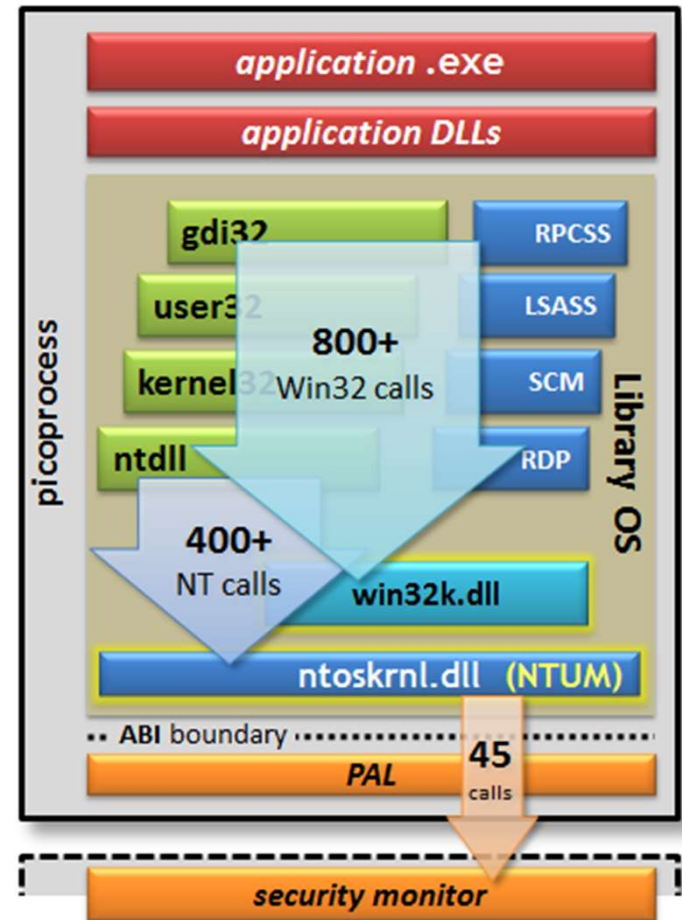 application .exe
application DLLs
gdi32
RPCSS
user32
LSASS
800+
Win32 calls
kernel32
SCM
ntdll
RDP
picoprocess
Library OS
400+
NT calls
win32k.dll
ntoskrnl.dll (NTUM)
ABI boundary
45
calls
PAL
security monitor